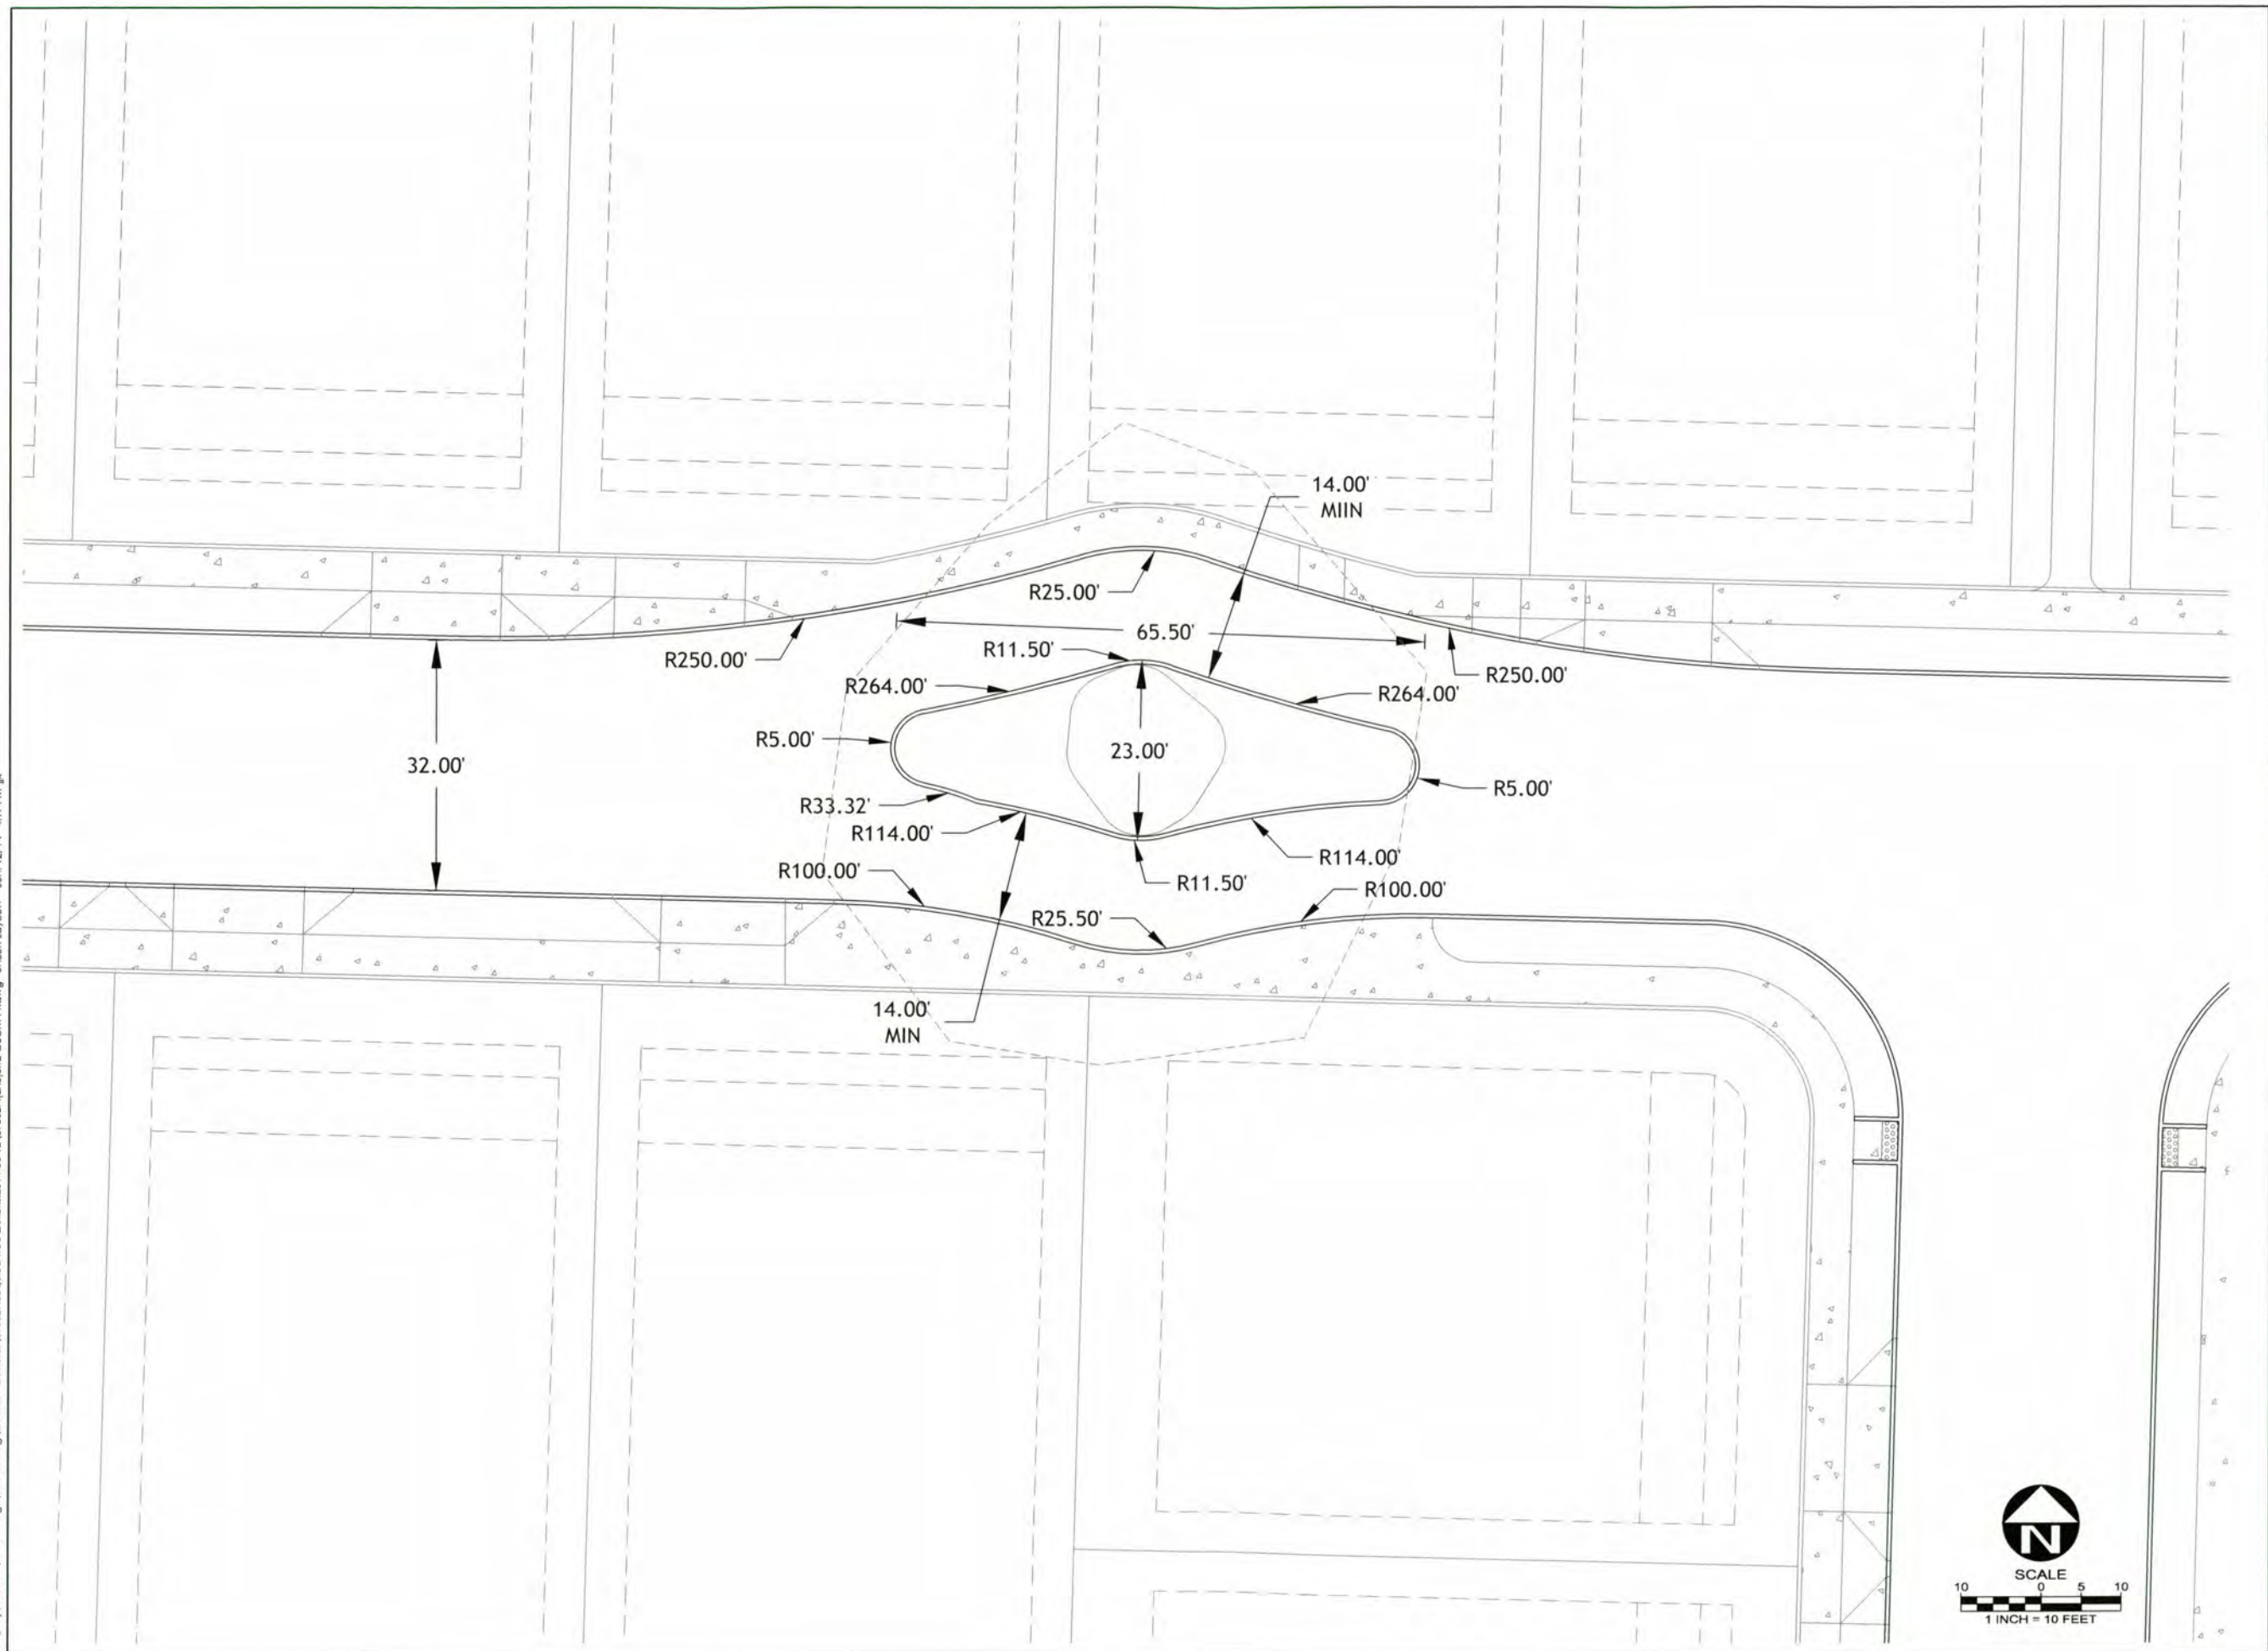 14.00'
MIIN
R25.00'
65.50'
R11.50'
R250.00'
R250.00'
R264.00'
R264.00'
R5.00'
23.00'
32.00'
R5.00'
R33.32'
R114.00'
R114.00'
R100.00'
R11.50'
R100.00'
R25.50'
14.00'
MIN
N
SCALE
10 0 5 10
1 INCH = 10 FEET